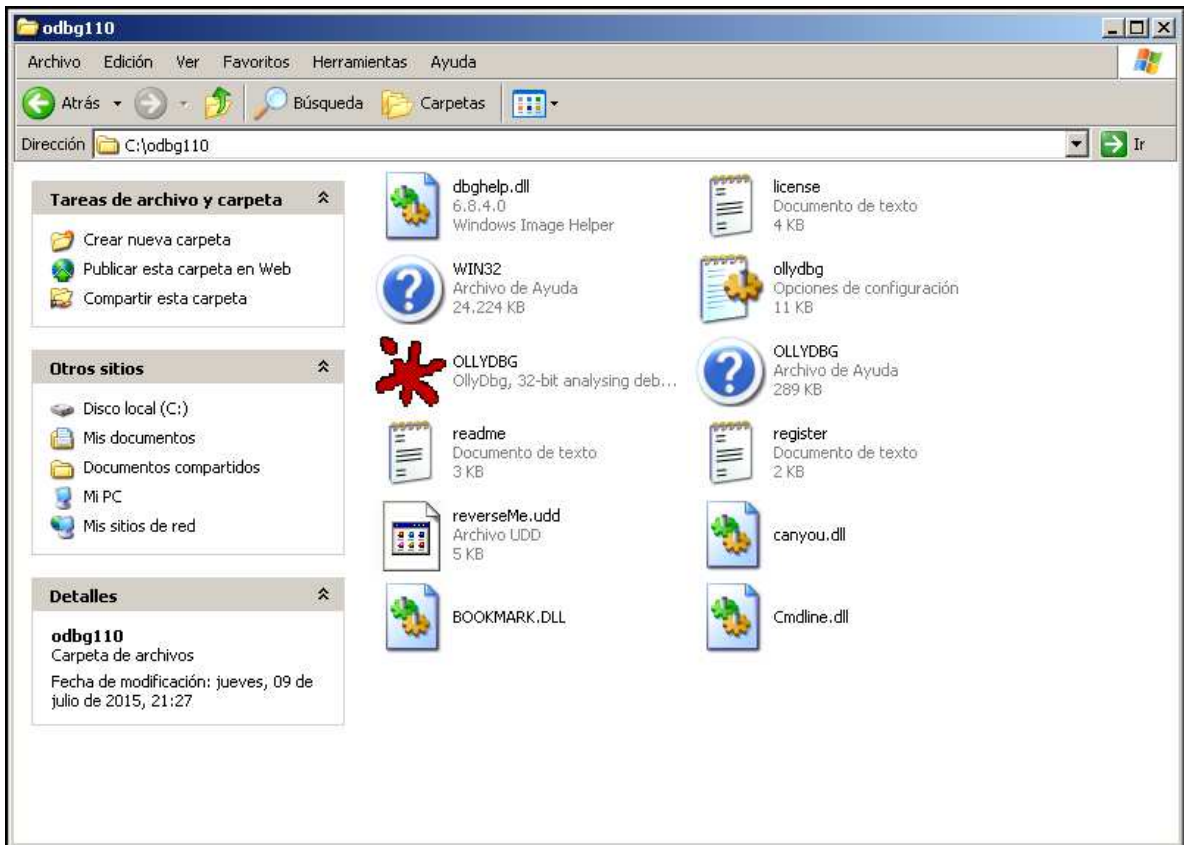 odbg110
Archivo Edición Ver Favoritos Herramientas Ayuda
Atrás Búsqueda Carpetas
Dirección C:\odbg110 Ir
Tareas de archivo y carpeta
Crear nueva carpeta
Publicar esta carpeta en Web
Compartir esta carpeta
Otros sitios
Disco local (C:)
Mis documentos
Documentos compartidos
Mi PC
Mis sitios de red
Detalles
odbg110
Carpeta de archivos
Fecha de modificación: jueves, 09 de
julio de 2015, 21:27
dbghelp.dll
6.8.4.0
Windows Image Helper
license
Documento de texto
4 KB
WIN32
Archivo de Ayuda
24.224 KB
ollydbg
Opciones de configuración
11 KB
OLLYDBG
OllyDbg, 32-bit analysing deb...
OLLYDBG
Archivo de Ayuda
289 KB
readme
Documento de texto
3 KB
register
Documento de texto
2 KB
reverseMe.udd
Archivo UDD
5 KB
canyou.dll
BOOKMARK.DLL
Cmdline.dll